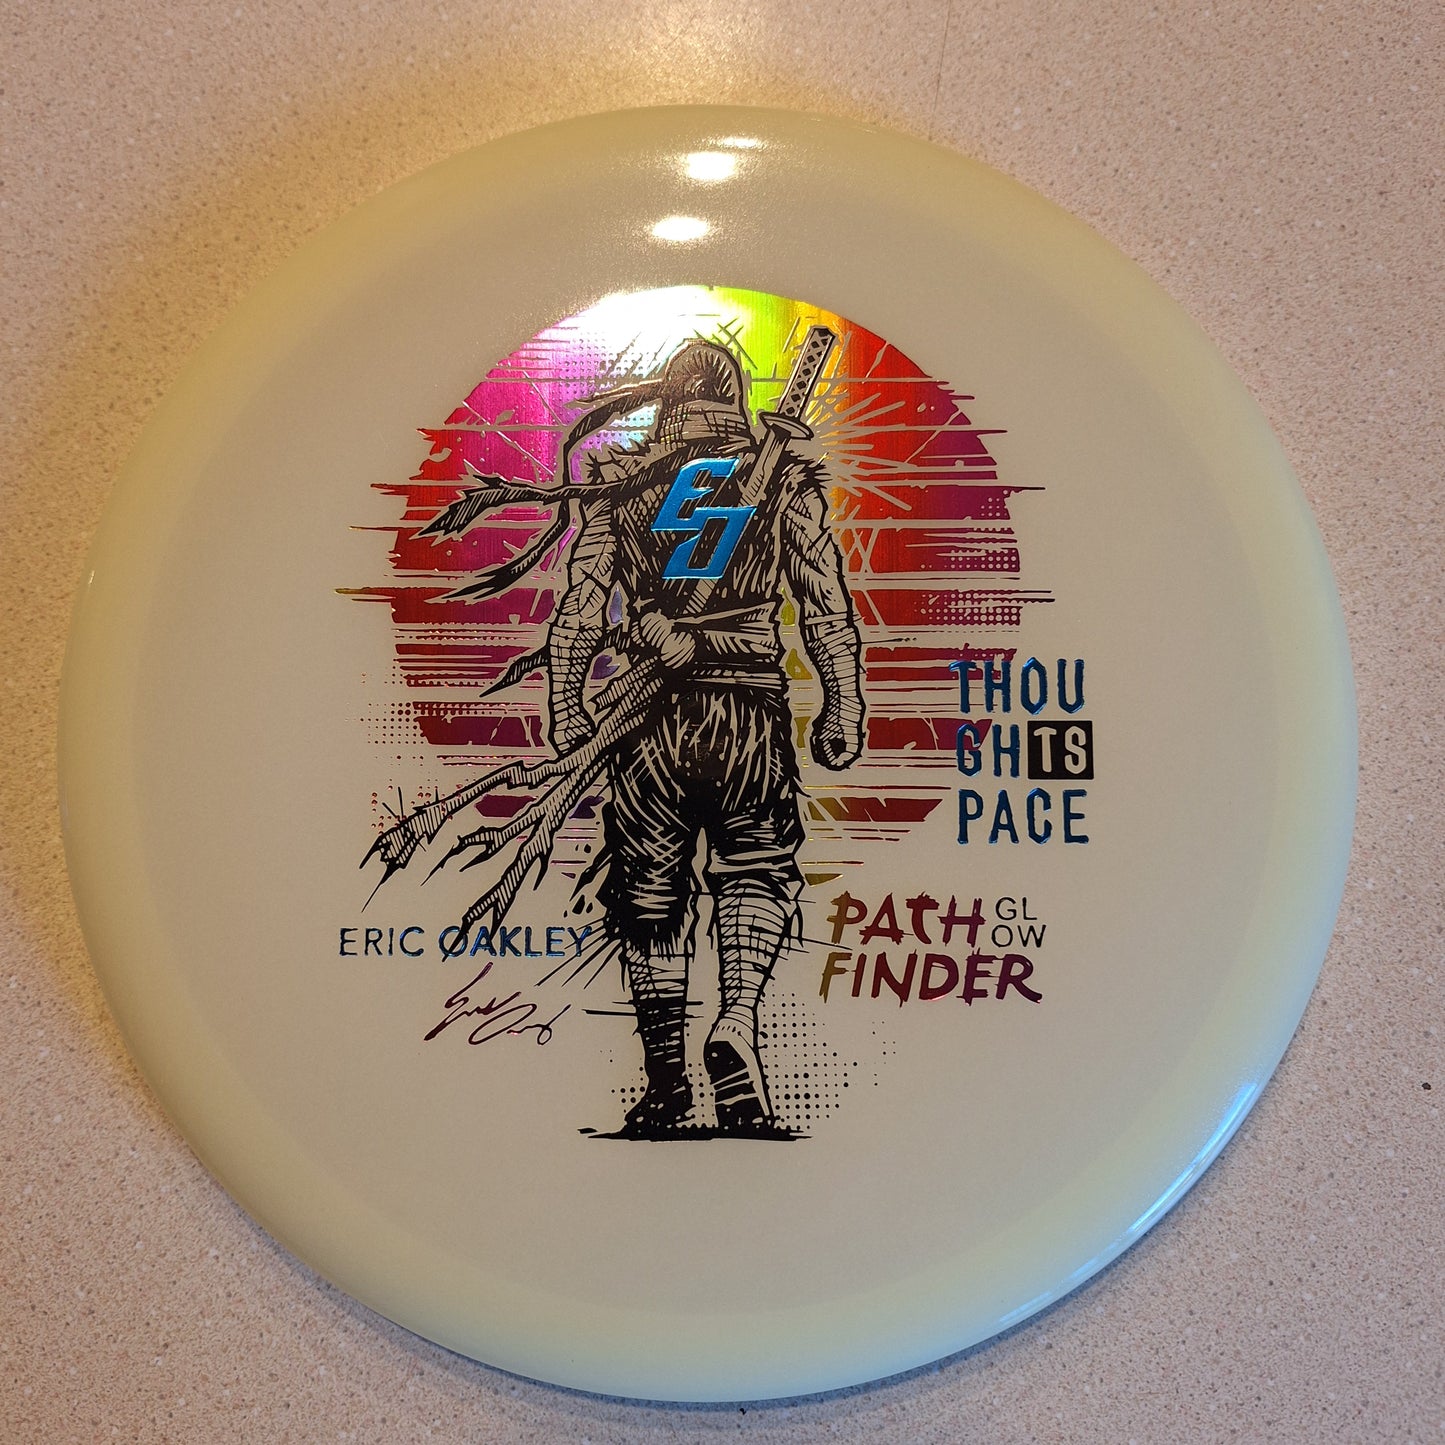 EO
THOU
GHTS
PACE
ERIC OAKLEY
PATH GL
OW
FINDER